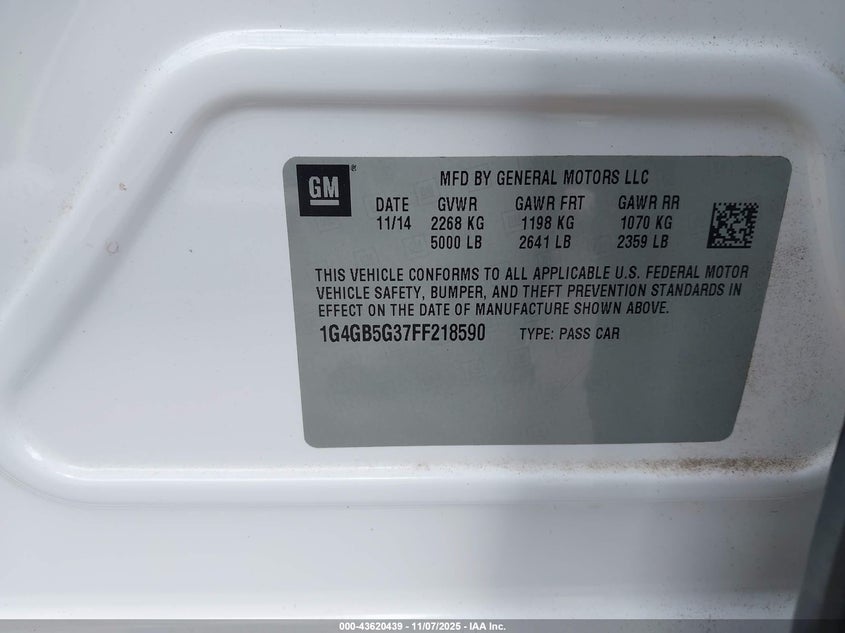 GM
MFD BY GENERAL MOTORS LLC
DATE GVWR GAWR FRT GAWR RR
11/14 2268 KG 1198 KG 1070 KG
5000 LB 2641 LB 2359 LB
THIS VEHICLE CONFORMS TO ALL APPLICABLE U.S. FEDERAL MOTOR
VEHICLE SAFETY, BUMPER, AND THEFT PREVENTION STANDARDS IN
EFFECT ON THE DATE OF MANUFACTURE SHOWN ABOVE.
1G4GB5G37FF218590 TYPE: PASS CAR
000-43620439 - 11/07/2025 - IAA Inc.